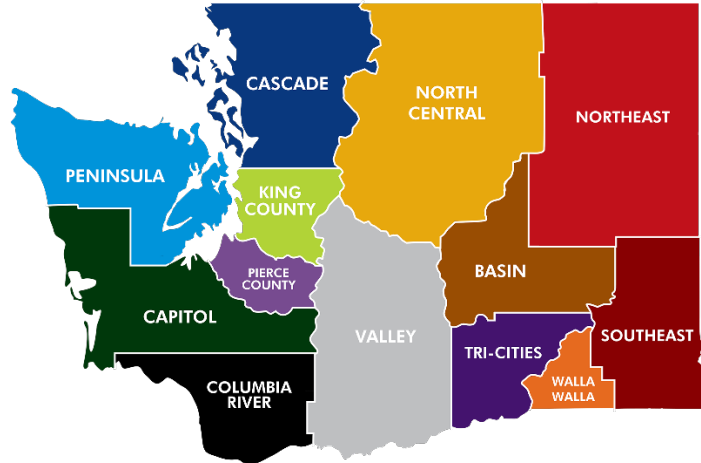 CASCADE
NORTH
CENTRAL
NORTHEAST
PENINSULA
KING
COUNTY
PIERCE
COUNTY
BASIN
CAPITOL
VALLEY
TRI-CITIES
SOUTHEAST
COLUMBIA
RIVER
WALLA
WALLA